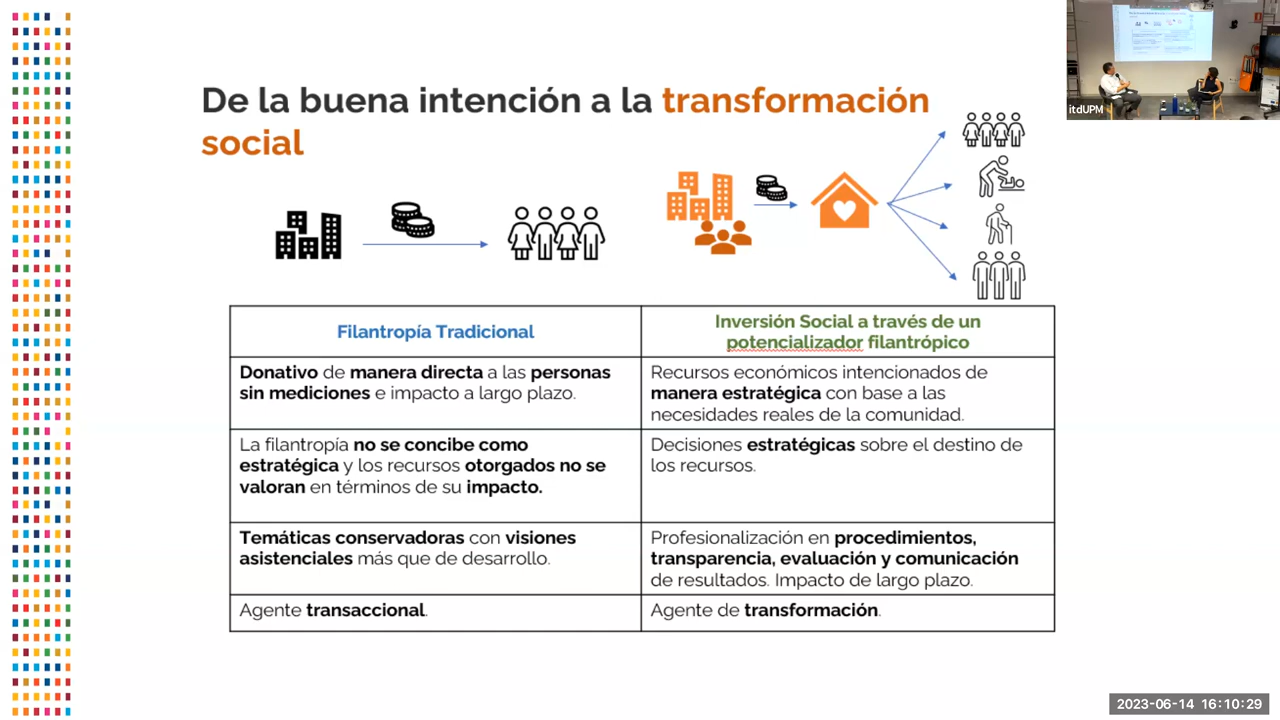 De la buena intención a la transformación
social
Filantropía Tradicional
Inversión Social a través de un
potencializador filantrópico
Donativo de manera directa a las personas
sin mediciones e impacto a largo plazo.
Recursos económicos intencionados de
manera estratégica con base a las
necesidades reales de la comunidad.
La filantropía no se concibe como
estratégica y los recursos otorgados no se
valoran en términos de su impacto.
Decisiones estratégicas sobre el destino de
los recursos.
Temáticas conservadoras con visiones
asistenciales más que de desarrollo.
Profesionalización en procedimientos,
transparencia, evaluación y comunicación
de resultados. Impacto de largo plazo.
Agente transaccional.
Agente de transformación.
itdUPM
2023-06-14 16:10:29